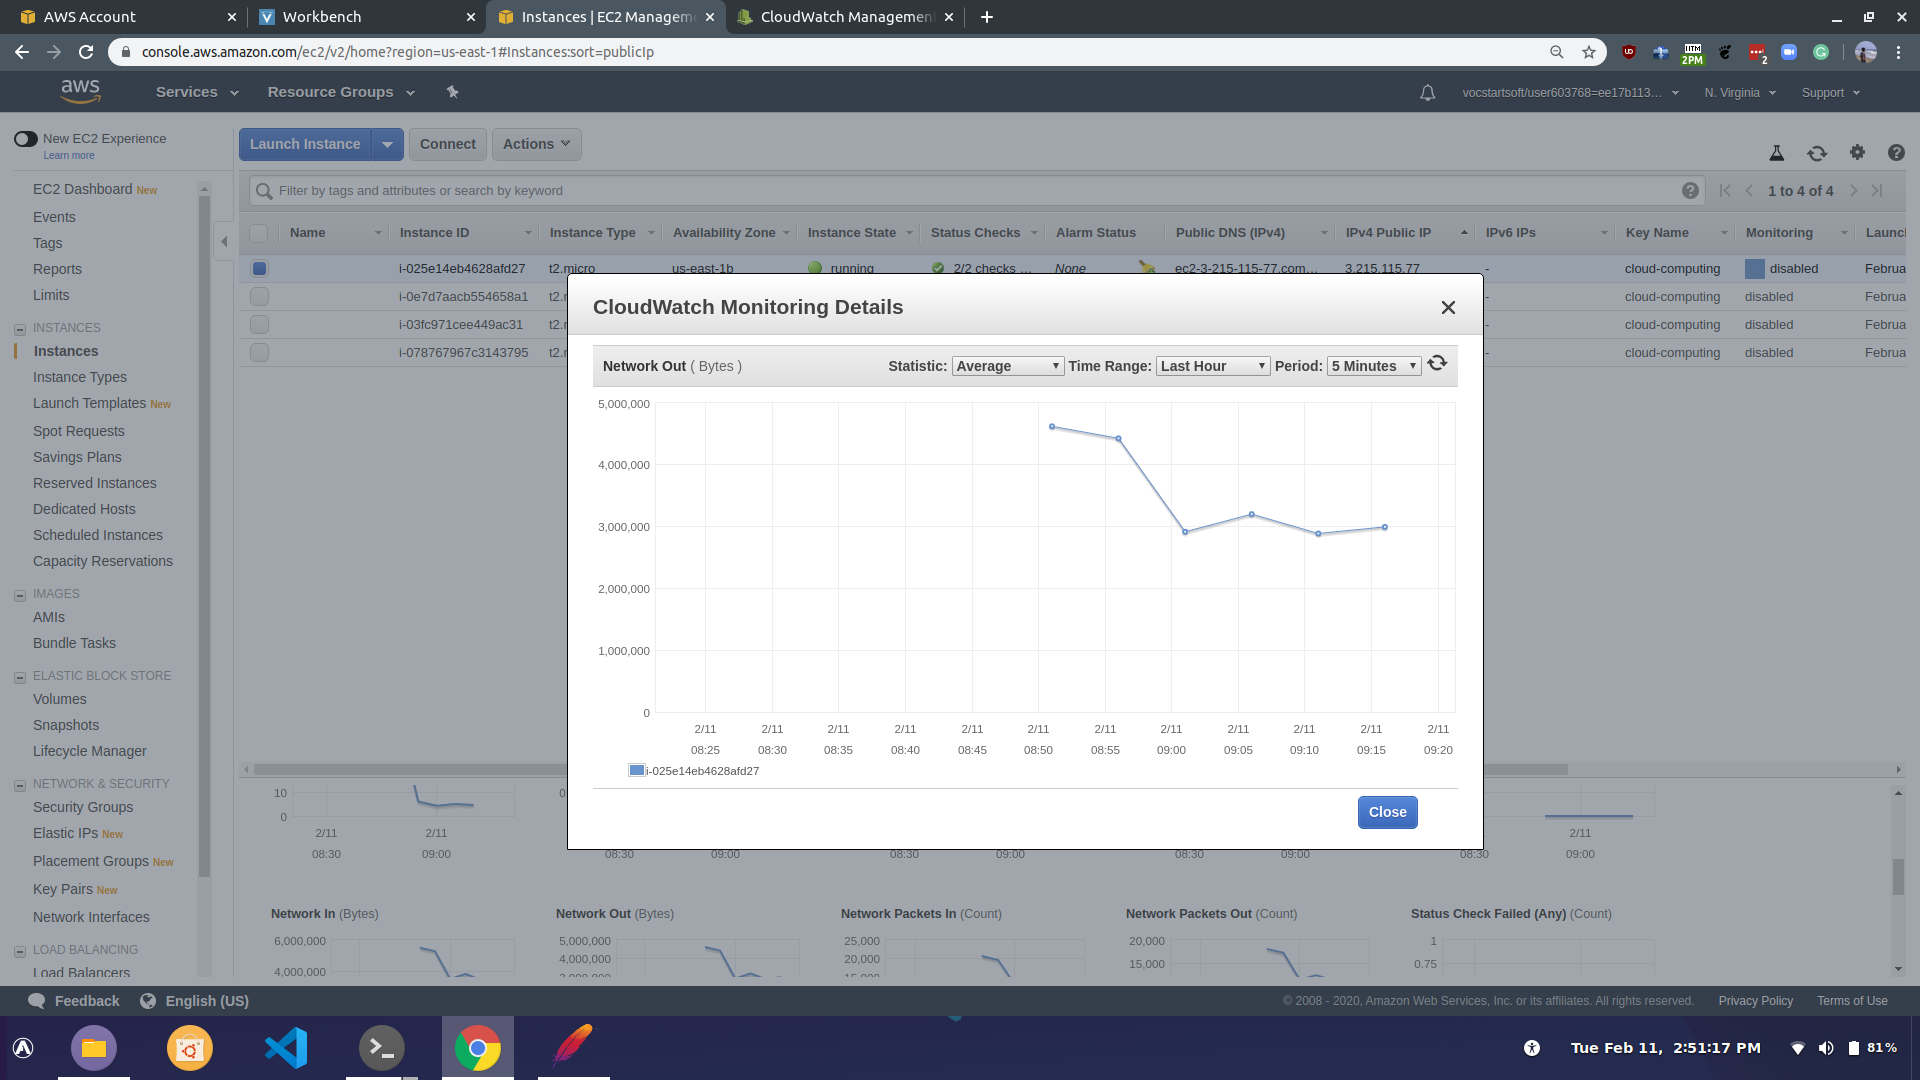 AWS Account
Workbench
Instances | EC2 Managem
CloudWatch Managemen
console.aws.amazon.com/ec2/v2/home?region=us-east-1#Instances:sort=publicIp
UD
IITM
2PM
2
aws
Services
Resource Groups
vocstartsoft/user603768=ee17b113...
N. Virginia
Support
New EC2 Experience
Learn more
Launch Instance
Connect
Actions
EC2 Dashboard New
Events
Tags
Reports
Limits
INSTANCES
Instances
Instance Types
Launch Templates New
Spot Requests
Savings Plans
Reserved Instances
Dedicated Hosts
Scheduled Instances
Capacity Reservations
IMAGES
AMIs
Bundle Tasks
ELASTIC BLOCK STORE
Volumes
Snapshots
Lifecycle Manager
NETWORK & SECURITY
Security Groups
Elastic IPs New
Placement Groups New
Key Pairs New
Network Interfaces
LOAD BALANCING
Load Balancers
Filter by tags and attributes or search by keyword
1 to 4 of 4
Name Instance ID Instance Type Availability Zone Instance State Status Checks Alarm Status Public DNS (IPv4) IPv4 Public IP IPv6 IPs Key Name Monitoring Launc
i-025e14eb4628afd27 t2.micro us-east-1b running 2/2 checks ... None ec2-3-215-115-77.com... 3.215.115.77 - cloud-computing disabled Februa
i-0e7d7aacb554658a1 t2.r - cloud-computing disabled Februa
i-03fc971cee449ac31 t2.r - cloud-computing disabled Februa
i-078767967c3143795 t2.r - cloud-computing disabled Februa
CloudWatch Monitoring Details
Network Out ( Bytes )
Statistic: Average Time Range: Last Hour Period: 5 Minutes
5,000,000
4,000,000
3,000,000
2,000,000
1,000,000
0
2/11 2/11 2/11 2/11 2/11 2/11 2/11 2/11 2/11 2/11 2/11 2/11
08:25 08:30 08:35 08:40 08:45 08:50 08:55 09:00 09:05 09:10 09:15 09:20
i-025e14eb4628afd27
Close
10
0
2/11 2/11 2/11
08:30 09:00 08:30 09:00 08:30 09:00 08:30 09:00 08:30 09:00
Network In (Bytes)
6,000,000
4,000,000
Network Out (Bytes)
5,000,000
4,000,000
3,000,000
Network Packets In (Count)
25,000
20,000
15,000
Network Packets Out (Count)
20,000
15,000
Status Check Failed (Any) (Count)
1
0.75
Feedback
English (US)
© 2008 - 2020, Amazon Web Services, Inc. or its affiliates. All rights reserved.
Privacy Policy
Terms of Use
Tue Feb 11, 2:51:17 PM
81%